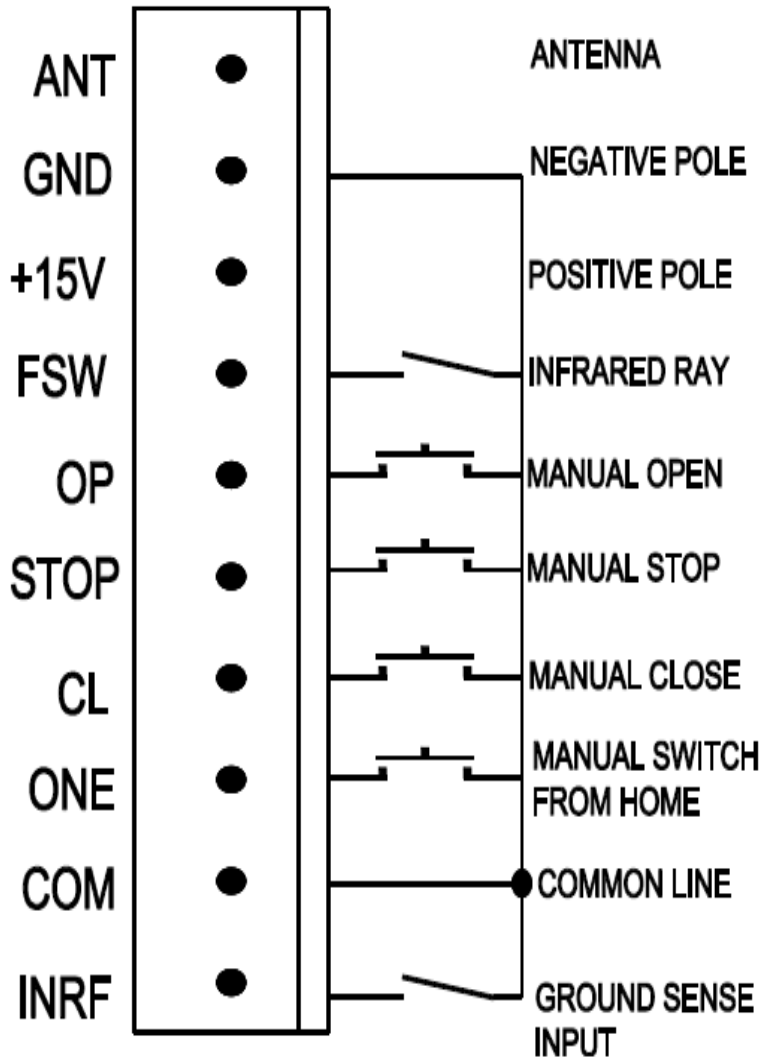 ANT ANTENNA
GND NEGATIVE POLE
+15V POSITIVE POLE
FSW INFRARED RAY
OP MANUAL OPEN
STOP MANUAL STOP
CL MANUAL CLOSE
ONE MANUAL SWITCH
FROM HOME
COM COMMON LINE
INRF GROUND SENSE
INPUT